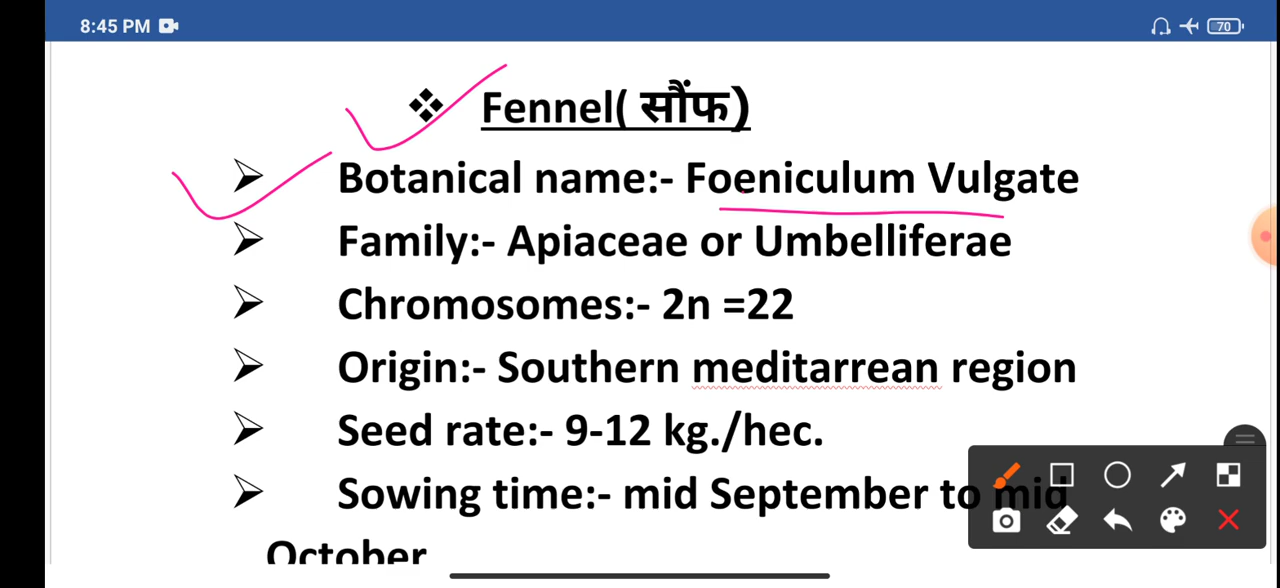 8:45 PM
70
❖ Fennel( सौंफ)
➢ Botanical name:- Foeniculum Vulgate
➢ Family:- Apiaceae or Umbelliferae
➢ Chromosomes:- 2n =22
➢ Origin:- Southern meditarrean region
➢ Seed rate:- 9-12 kg./hec.
➢ Sowing time:- mid September to mid
October